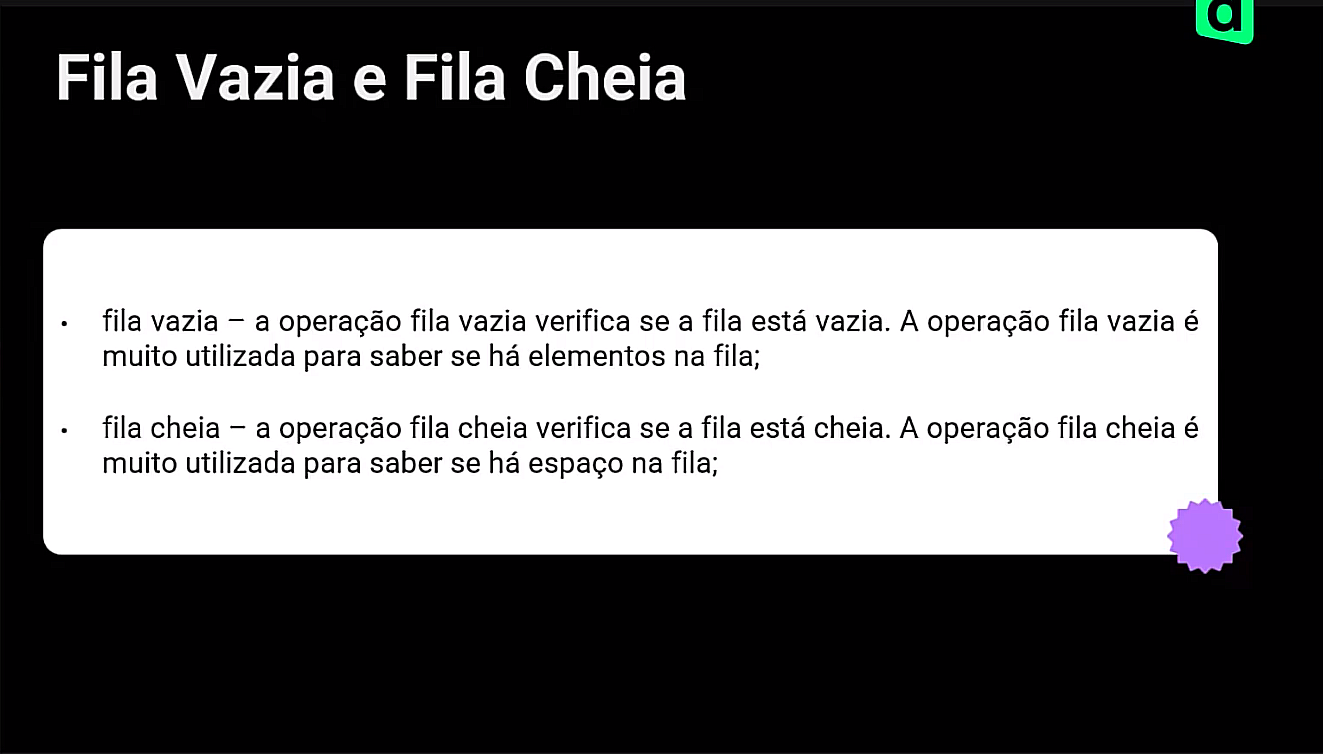 Fila Vazia e Fila Cheia
• fila vazia – a operação fila vazia verifica se a fila está vazia. A operação fila vazia é
muito utilizada para saber se há elementos na fila;
• fila cheia – a operação fila cheia verifica se a fila está cheia. A operação fila cheia é
muito utilizada para saber se há espaço na fila;